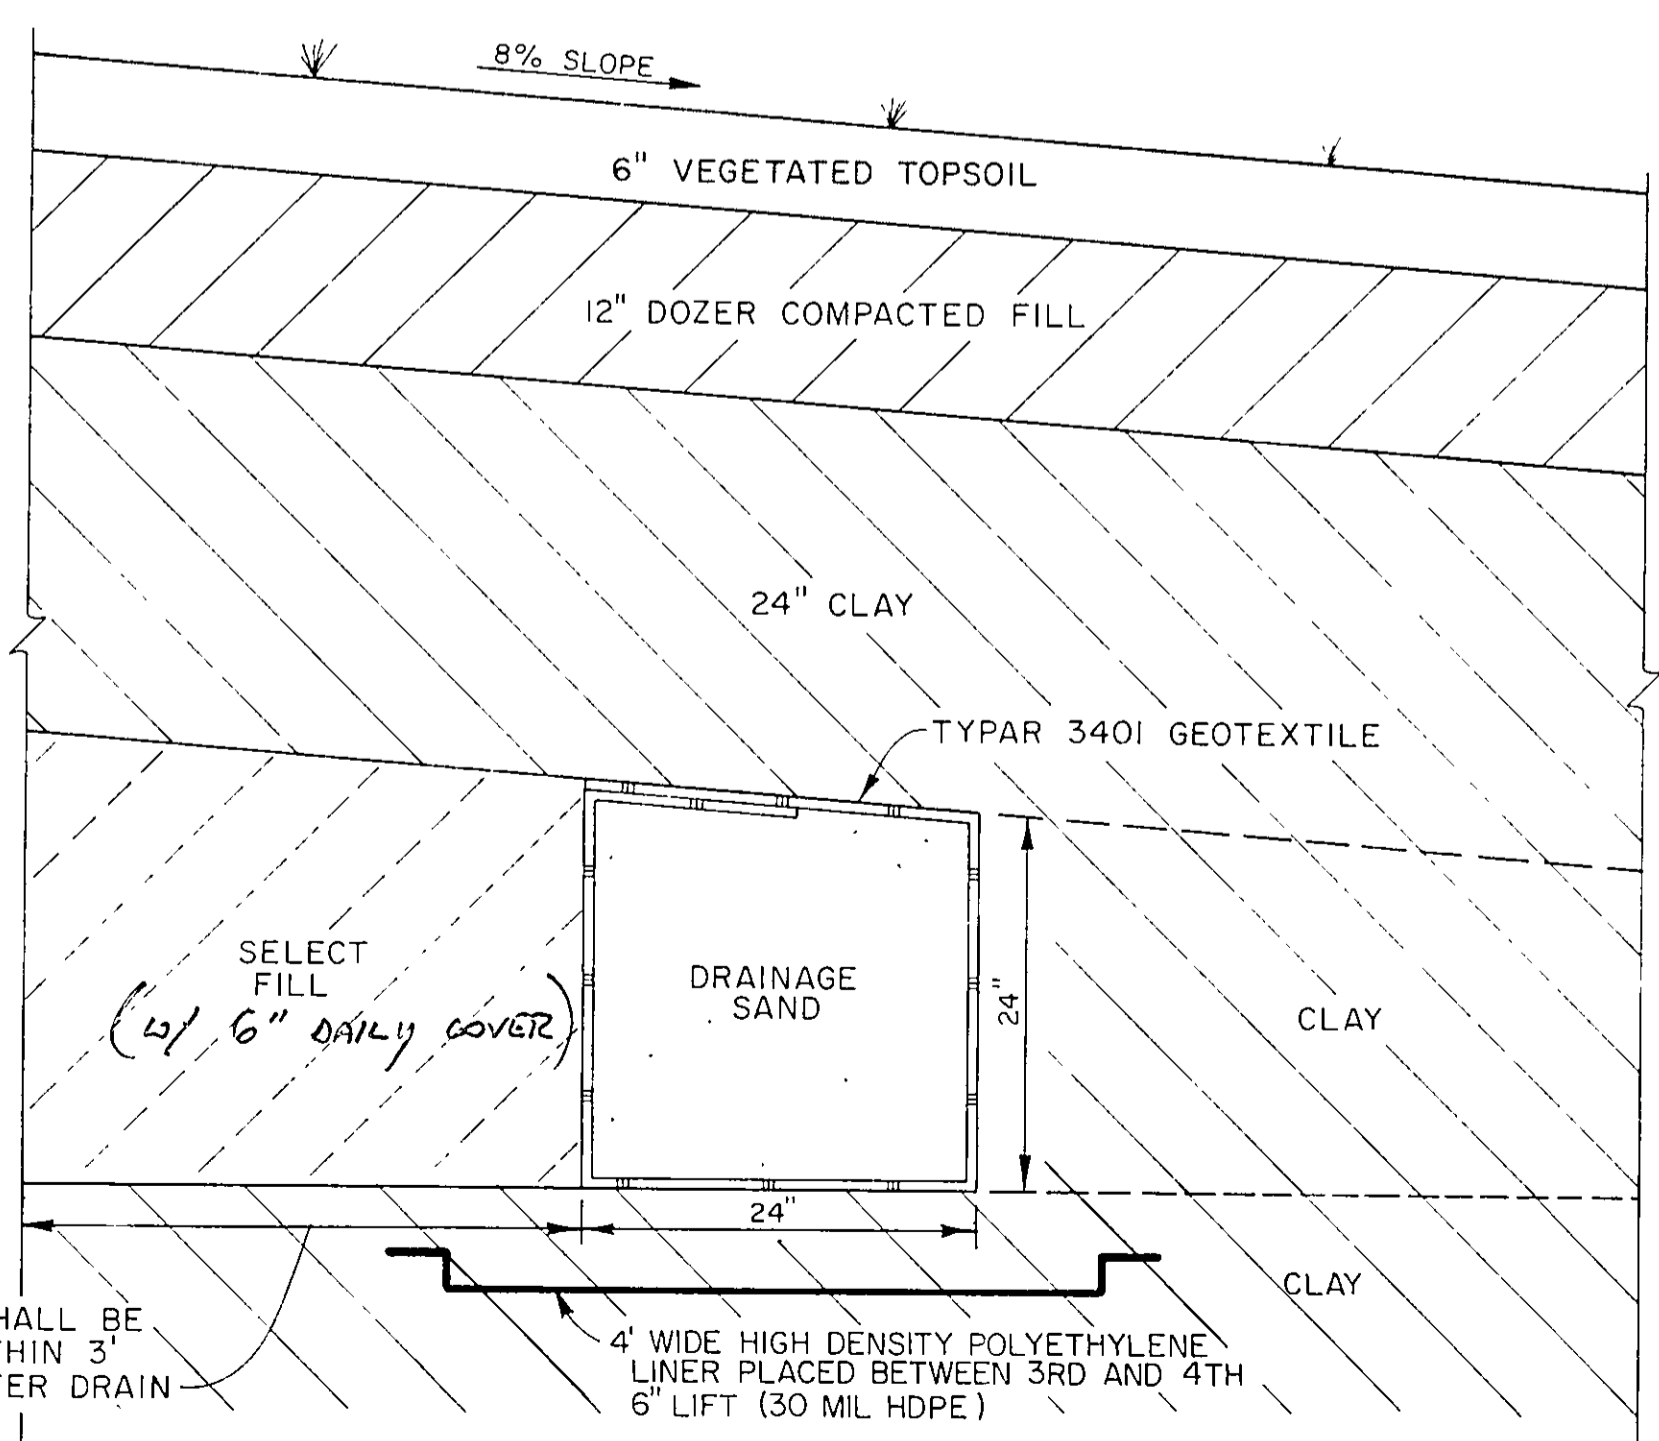 8% SLOPE
6" VEGETATED TOPSOIL
12" DOZER COMPACTED FILL
24" CLAY
TYPAR 3401 GEOTEXTILE
SELECT
FILL
(w/ 6" DAILY COVER)
DRAINAGE
SAND
24"
CLAY
24"
CLAY
HALL BE
THIN 3'
TER DRAIN
4' WIDE HIGH DENSITY POLYETHYLENE
LINER PLACED BETWEEN 3RD AND 4TH
6" LIFT (30 MIL HDPE)